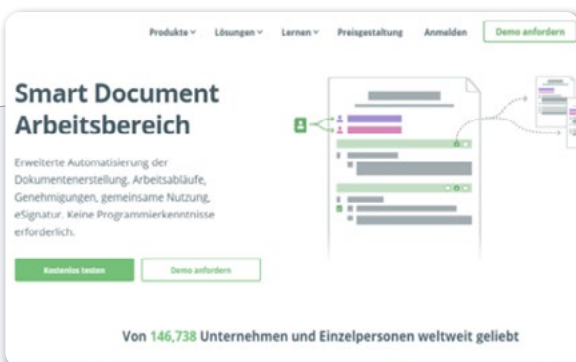 Produkte Lösungen Lernen Preisgestaltung Anmelden Demo anfordern
Smart Document
Arbeitsbereich
Erweiterte Automatisierung der
Dokumentenerstellung. Arbeitsabläufe,
Genehmigungen, gemeinsame Nutzung,
eSignatur. Keine Programmierkenntnisse
erforderlich.
Kostenlos testen Demo anfordern
Von 146,738 Unternehmen und Einzelpersonen weltweit geliebt